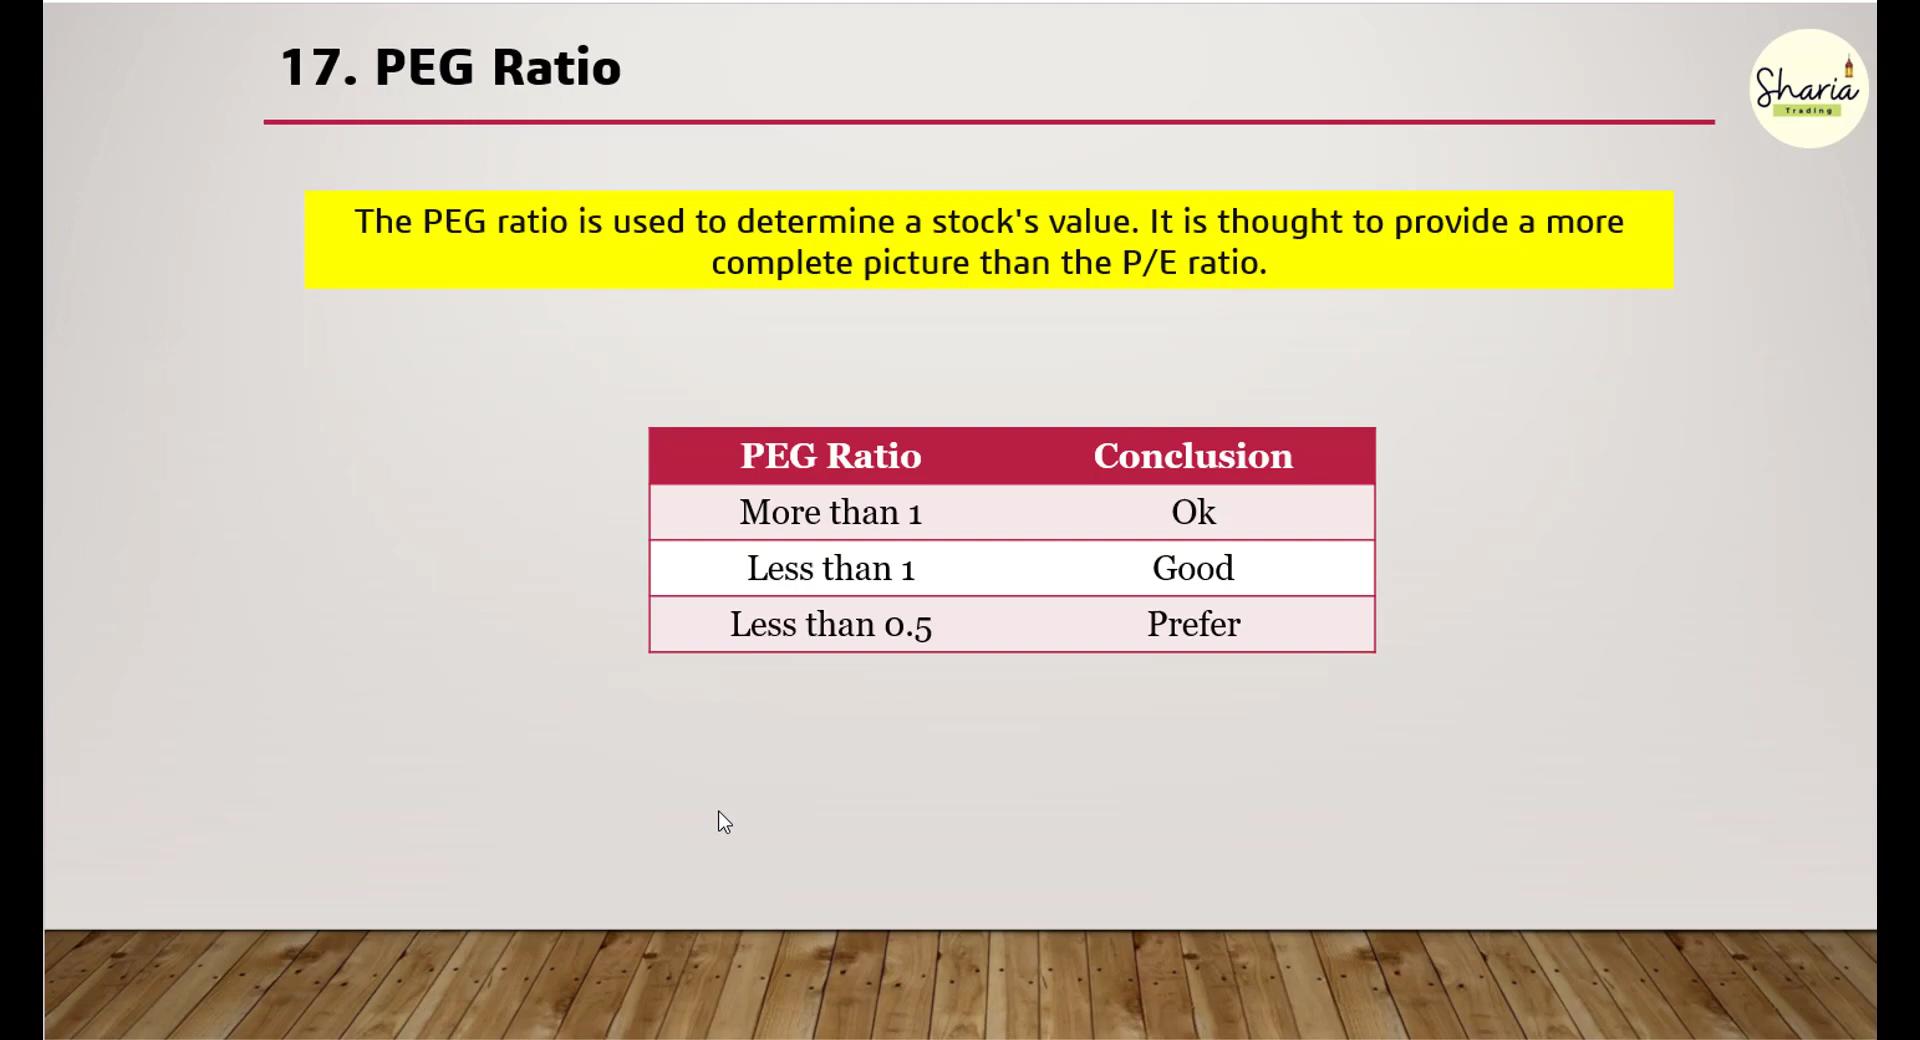 17. PEG Ratio
Sharia
Trading
The PEG ratio is used to determine a stock's value. It is thought to provide a more
complete picture than the P/E ratio.
PEG Ratio Conclusion
More than 1 Ok
Less than 1 Good
Less than 0.5 Prefer